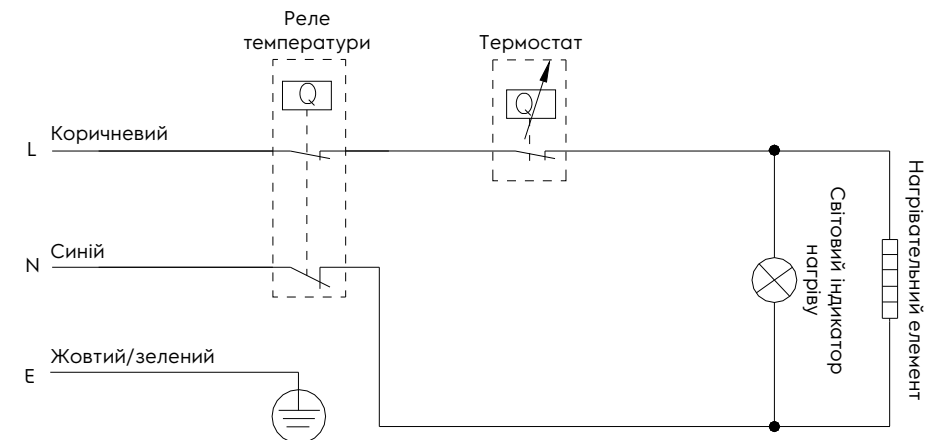 Реле
температури
Термостат
Q
Q
Коричневий
L
Синій
N
Жовтий/зелений
E
Світовий індикатор
нагріву
Нагрівательний елемент